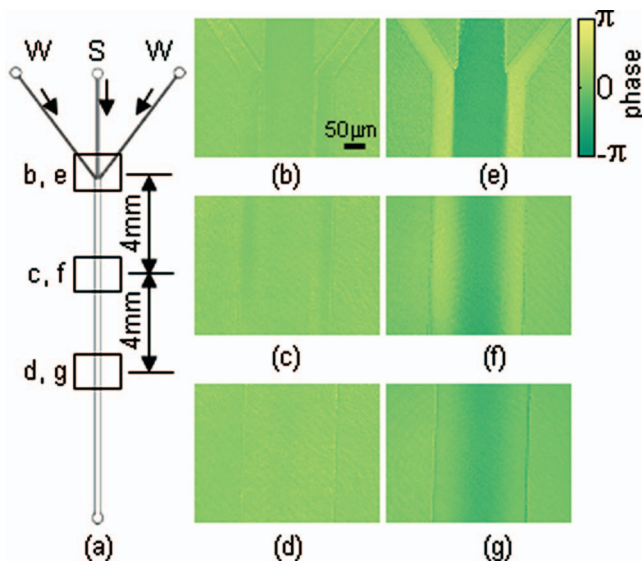 W S W
b, e
4mm
c, f
4mm
d, g
(a)
50μm
(b)
(e)
π
0
-π
phase
(c)
(f)
(d)
(g)